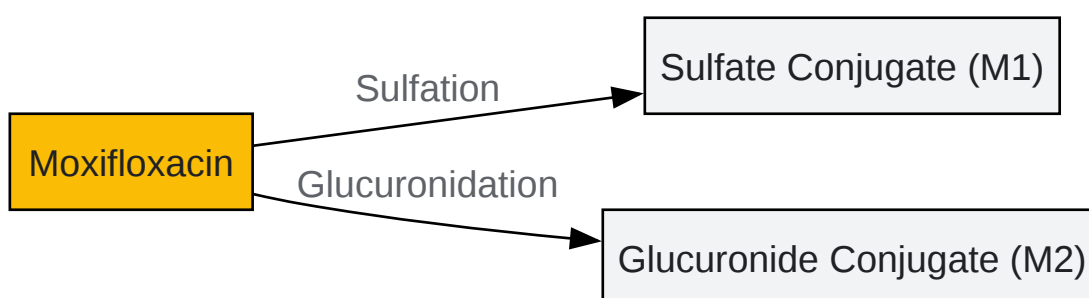 Sulfate Conjugate (M1)
Sulfation
Moxifloxacin
Glucuronidation
Glucuronide Conjugate (M2)